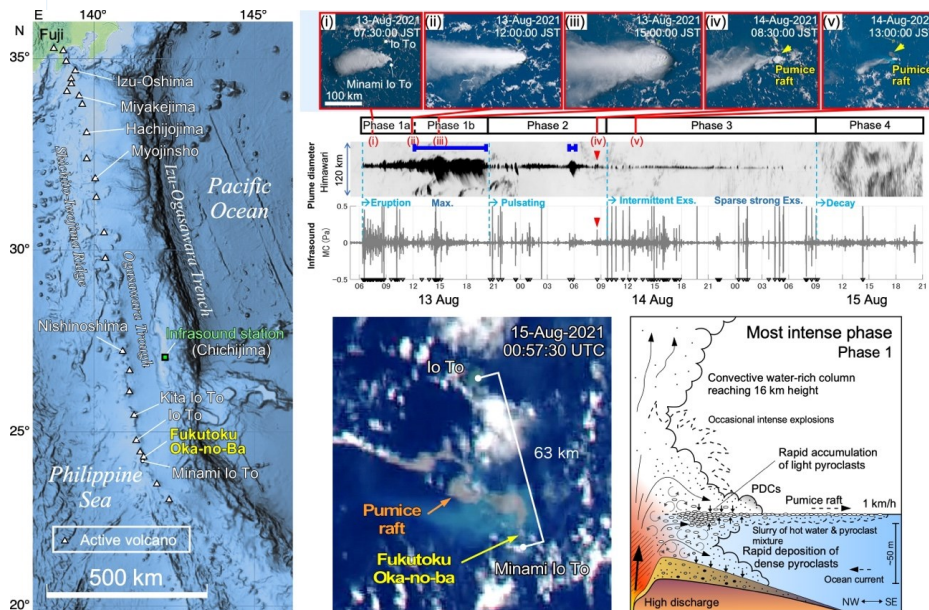 E
140°
145°
N
Fuji
35°
Izu-Oshima
Miyakejima
Hachijojima
Myojinsho
Pacific
Ocean
Izu-Ogasawara Trench
30°
Ogasawara Trough
Nishinoshima
Infrasound station
(Chichijima)
Kita Io To
Io To
25°
Fukutoku
Oka-no-Ba
Minami Io To
Philippine
Sea
Active volcano
500 km
20°
(i)
13-Aug-2021
07:30:00 JST
Io To
Minami Io To
100 km
(ii)
13-Aug-2021
12:00:00 JST
(iii)
13-Aug-2021
15:00:00 JST
(iv)
14-Aug-2021
08:30:00 JST
Pumice
raft
(v)
14-Aug-2021
13:00:00 JST
Pumice
raft
Phase 1a
Phase 1b
Phase 2
Phase 3
Phase 4
(i)
(ii)
(iii)
(iv)
(v)
Plume diameter
Himawari
120 km
Eruption
Max.
Pulsating
Intermittent Exs.
Sparse strong Exs.
Decay
Infrasound
MC (Pa)
0.5
0
-0.5
06 09 12 15 18 21 00 03 06 09 12 15 18 21 00 03 06 09 12 15 18 21
13 Aug
14 Aug
15 Aug
15-Aug-2021
00:57:30 UTC
Io To
63 km
Pumice
raft
Fukutoku
Oka-no-ba
Minami Io To
Most intense phase
Phase 1
Convective water-rich column
reaching 16 km height
Occasional intense explosions
Rapid accumulation
of light pyroclasts
PDCs
Pumice raft
1 km/h
Slurry of hot water & pyroclast
mixture
Rapid deposition of
dense pyroclasts
~50 m
Ocean current
NW
SE
High discharge